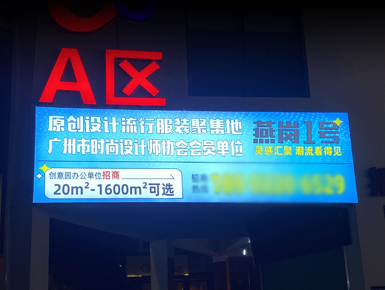 A区
原创设计流行服装聚集地
广州市时尚设计师协会会员单位
燕岗1号
灵感汇聚 潮流看得见
创意园办公单位招商
20m²-1600m²可选